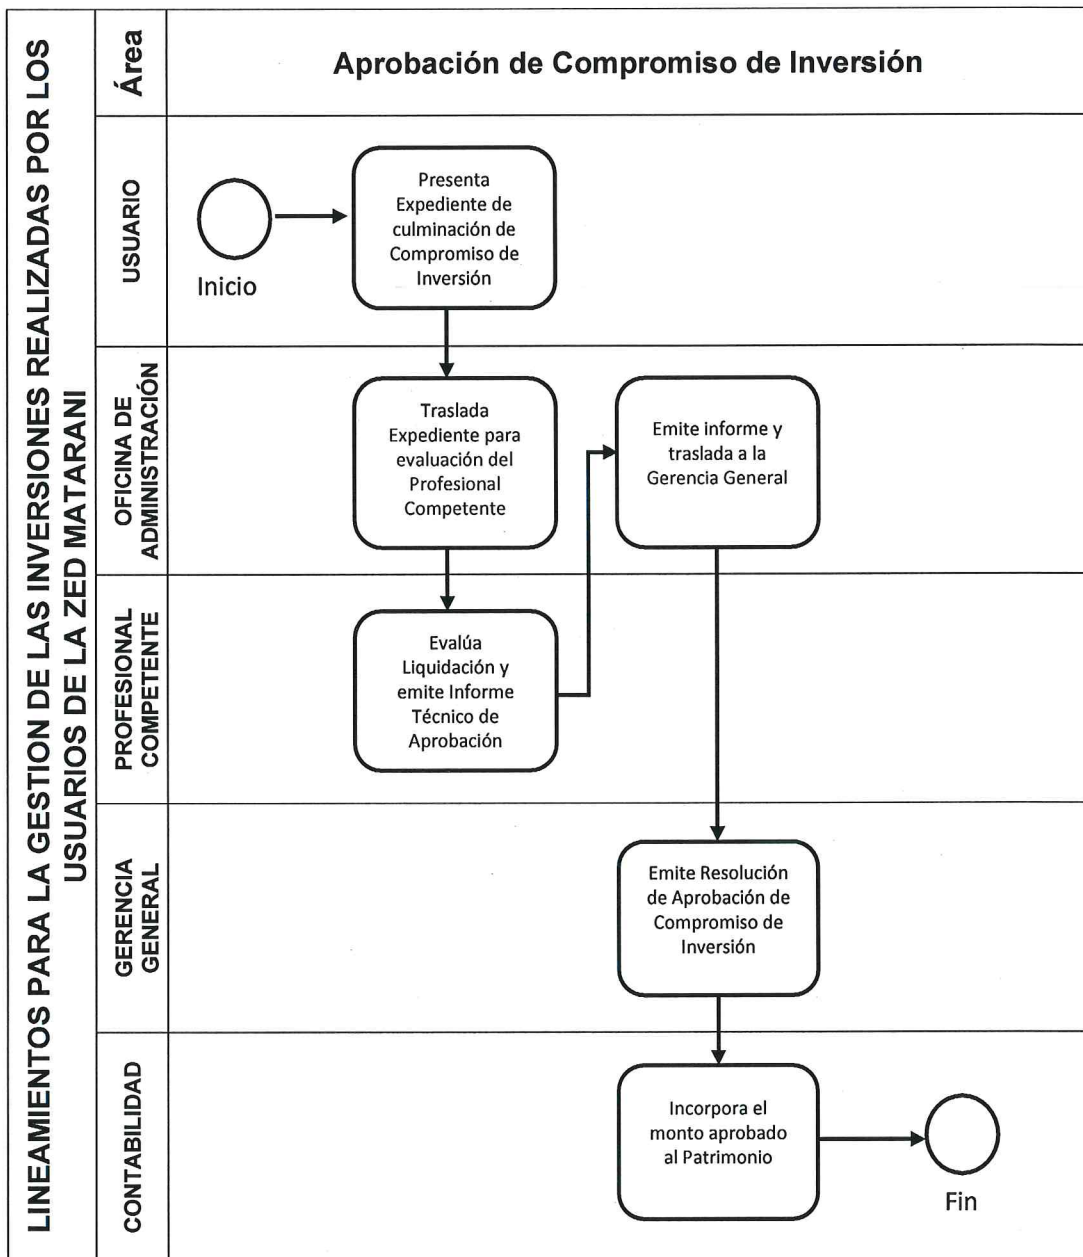 LINEAMIENTOS PARA LA GESTION DE LAS INVERSIONES REALIZADAS POR LOS
USUARIOS DE LA ZED MATARANI
Área
Aprobación de Compromiso de Inversión
USUARIO
Inicio
Presenta
Expediente de
culminación de
Compromiso de
Inversión
OFICINA DE
ADMINISTRACIÓN
Traslada
Expediente para
evaluación del
Profesional
Competente
Emite informe y
traslada a la
Gerencia General
PROFESIONAL
COMPETENTE
Evalúa
Liquidación y
emite Informe
Técnico de
Aprobación
GERENCIA
GENERAL
Emite Resolución
de Aprobación de
Compromiso de
Inversión
CONTABILIDAD
Incorpora el
monto aprobado
al Patrimonio
Fin